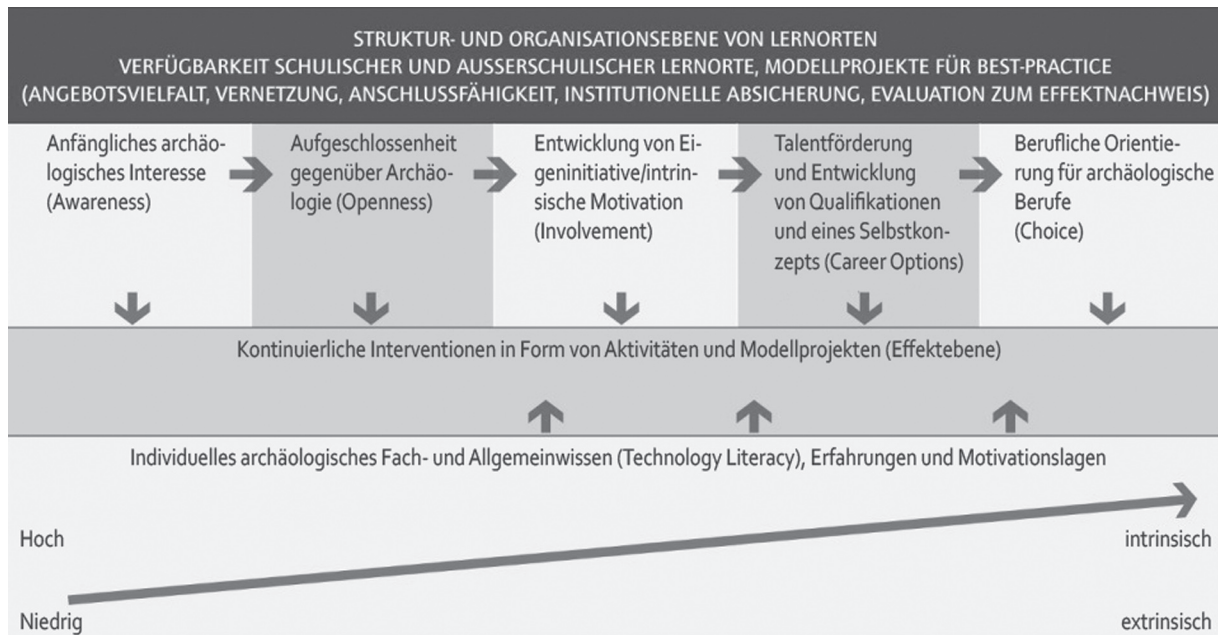 STRUKTUR- UND ORGANISATIONSEBENE VON LERNORTEN
VERFÜGBARKEIT SCHULISCHER UND AUSSERSCHULISCHER LERNORTE, MODELLPROJEKTE FÜR BEST-PRACTICE
(ANGEBOTSVIELFALT, VERNETZUNG, ANSCHLUSSFÄHIGKEIT, INSTITUTIONELLE ABSICHERUNG, EVALUATION ZUM EFFEKTNACHWEIS)
Anfängliches archäo-
logisches Interesse
(Awareness)
Aufgeschlossenheit
gegenüber Archäo-
logie (Openness)
Entwicklung von Ei-
geninitiative/intrin-
sische Motivation
(Involvement)
Talentförderung
und Entwicklung
von Qualifikationen
und eines Selbstkon-
zepts (Career Options)
Berufliche Orientie-
rung für archäologische
Berufe
(Choice)
Kontinuierliche Interventionen in Form von Aktivitäten und Modellprojekten (Effektebene)
Individuelles archäologisches Fach- und Allgemeinwissen (Technology Literacy), Erfahrungen und Motivationslagen
Hoch
intrinsisch
Niedrig
extrinsisch